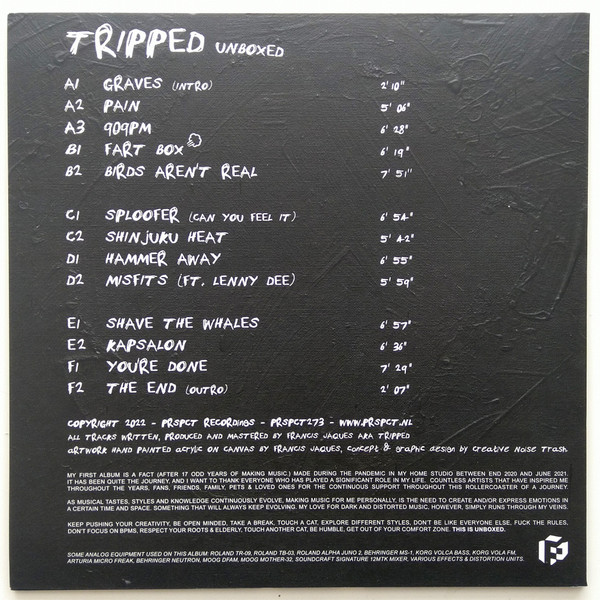 TRIPPED UNBOXED
A1 GRAVES (INTRO) 2' 10"
A2 PAIN 5' 06"
A3 909PM 6' 28"
B1 FART BOX 6' 19"
B2 BIRDS AREN'T REAL 7' 51"
C1 SPLOOFER (CAN YOU FEEL IT) 6' 54"
C2 SHINJUKU HEAT 5' 42"
D1 HAMMER AWAY 6' 55"
D2 MISFITS (FT. LENNY DEE) 5' 59"
E1 SHAVE THE WHALES 6' 57"
E2 KAPSALON 6' 36"
F1 YOU'RE DONE 7' 29"
F2 THE END (OUTRO) 2' 07"
COPYRIGHT 2022 - PRSPCT RECORDINGS - PRSPCT273 - WWW.PRSPCT.NL
ALL TRACKS WRITTEN, PRODUCED AND MASTERED BY FRANCIS JAQUES AKA TRIPPED
ARTWORK HAND PAINTED ACRYLIC ON CANVAS BY FRANCIS JAQUES, CONCEPT & GRAPHIC DESIGN BY CREATIVE NOISE TRASH
MY FIRST ALBUM IS A FACT (AFTER 17 ODD YEARS OF MAKING MUSIC.) MADE DURING THE PANDEMIC IN MY HOME STUDIO BETWEEN END 2020 AND JUNE 2021.
IT HAS BEEN QUITE THE JOURNEY, AND I WANT TO THANK EVERYONE WHO HAS PLAYED A SIGNIFICANT ROLE IN MY LIFE. COUNTLESS ARTISTS THAT HAVE INSPIRED ME
THROUGHOUT THE YEARS. FANS, FRIENDS, FAMILY, PETS & LOVED ONES FOR THE CONTINUOUS SUPPORT THROUGHOUT THIS ROLLERCOASTER OF A JOURNEY.
AS MUSICAL TASTES, STYLES AND KNOWLEDGE CONTINUOUSLY EVOLVE, MAKING MUSIC FOR ME PERSONALLY, IS THE NEED TO CREATE AND/OR EXPRESS EMOTIONS IN
A CERTAIN TIME AND SPACE. SOMETHING THAT WILL ALWAYS KEEP EVOLVING. MY LOVE FOR DARK AND DISTORTED MUSIC. HOWEVER, SIMPLY RUNS THROUGH MY VEINS.
KEEP PUSHING YOUR CREATIVITY, BE OPEN MINDED, TAKE A BREAK, TOUCH A CAT, EXPLORE DIFFERENT STYLES, DON'T BE LIKE EVERYONE ELSE, FUCK THE RULES,
DON'T FOCUS ON BPMS, RESPECT YOUR ROOTS & ELDERLY, TOUCH ANOTHER CAT, BE HUMBLE, GET OUT OF YOUR COMFORT ZONE. THIS IS UNBOXED.
SOME ANALOG EQUIPMENT USED ON THIS ALBUM: ROLAND TR-09, ROLAND TB-03, ROLAND ALPHA JUNO 2, BEHRINGER MS-1, KORG VOLCA BASS, KORG VOLCA FM,
ARTURIA MICRO FREAK, BEHRINGER NEUTRON, MOOG DFAM, MOOG MOTHER-32, SOUNDCRAFT SIGNATURE 12MTK MIXER, VARIOUS EFFECTS & DISTORTION UNITS.